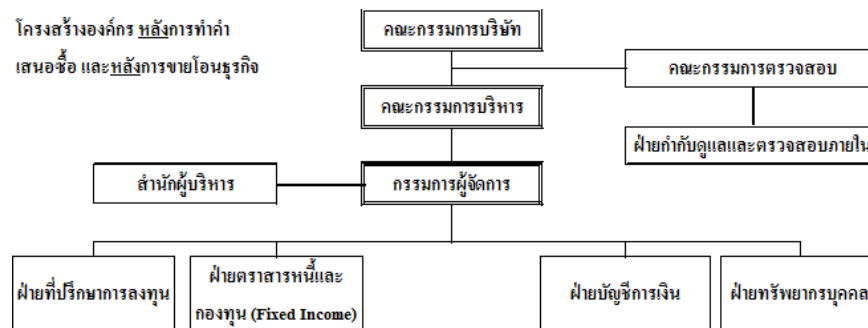 โครงสร้างองค์กร หลังการทำคำ
เสนอซื้อ และหลังการขายโอนธุรกิจ
คณะกรรมการบริษัท
คณะกรรมการตรวจสอบ
คณะกรรมการบริหาร
ฝ่ายกำกับดูแลและตรวจสอบภายใน
สำนักผู้บริหาร
กรรมการผู้จัดการ
ฝ่ายที่ปรึกษาการลงทุน
ฝ่ายตราสารหนี้และ
กองทุน (Fixed Income)
ฝ่ายบัญชีการเงิน
ฝ่ายทรัพยากรบุคคล